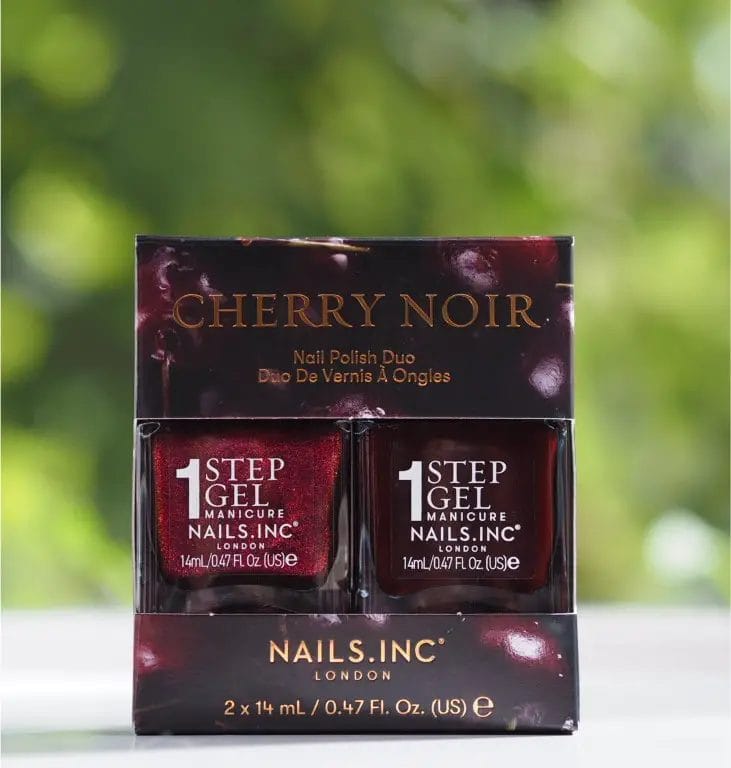 CHERRY NOIR
Nail Polish Duo
Duo De Vernis À Ongles
1 STEP
GEL
MANICURE
NAILS.INC®
LONDON
14mL/0.47 FL Oz. (US)e
1 STEP
GEL
MANICURE
NAILS.INC®
LONDON
14mL/0.47 FL Oz. (US)e
NAILS.INC®
LONDON
2 x 14 mL / 0.47 Fl. Oz. (US) e